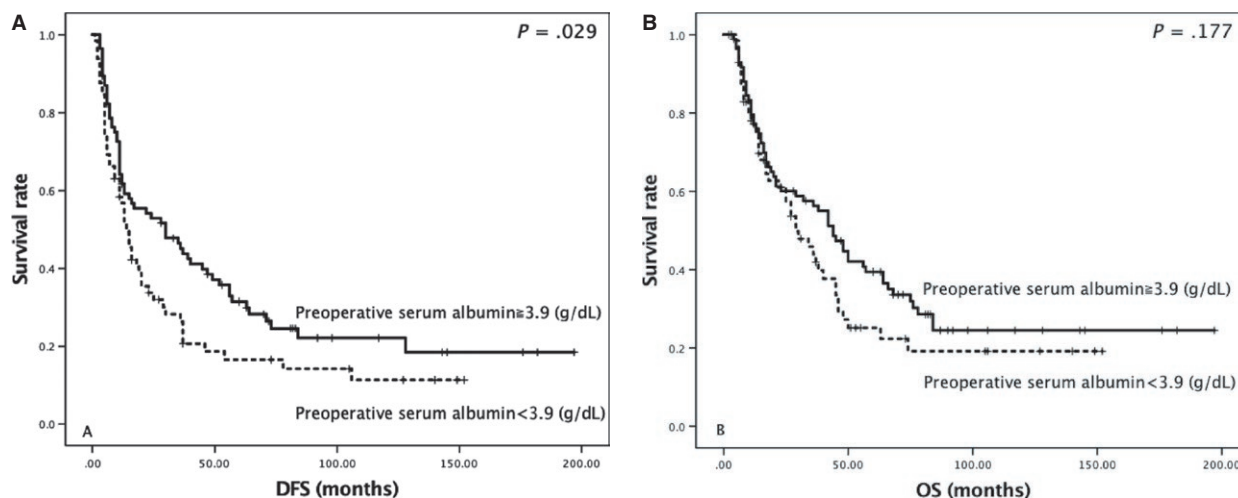 A
P = .029
1.0
0.8
0.6
0.4
0.2
0.0
Survival rate
Preoperative serum albumin≧3.9 (g/dL)
Preoperative serum albumin<3.9 (g/dL)
A
.00
50.00
100.00
150.00
200.00
DFS (months)
B
P = .177
1.0
0.8
0.6
0.4
0.2
0.0
Survival rate
Preoperative serum albumin≧3.9 (g/dL)
Preoperative serum albumin<3.9 (g/dL)
B
.00
50.00
100.00
150.00
200.00
OS (months)